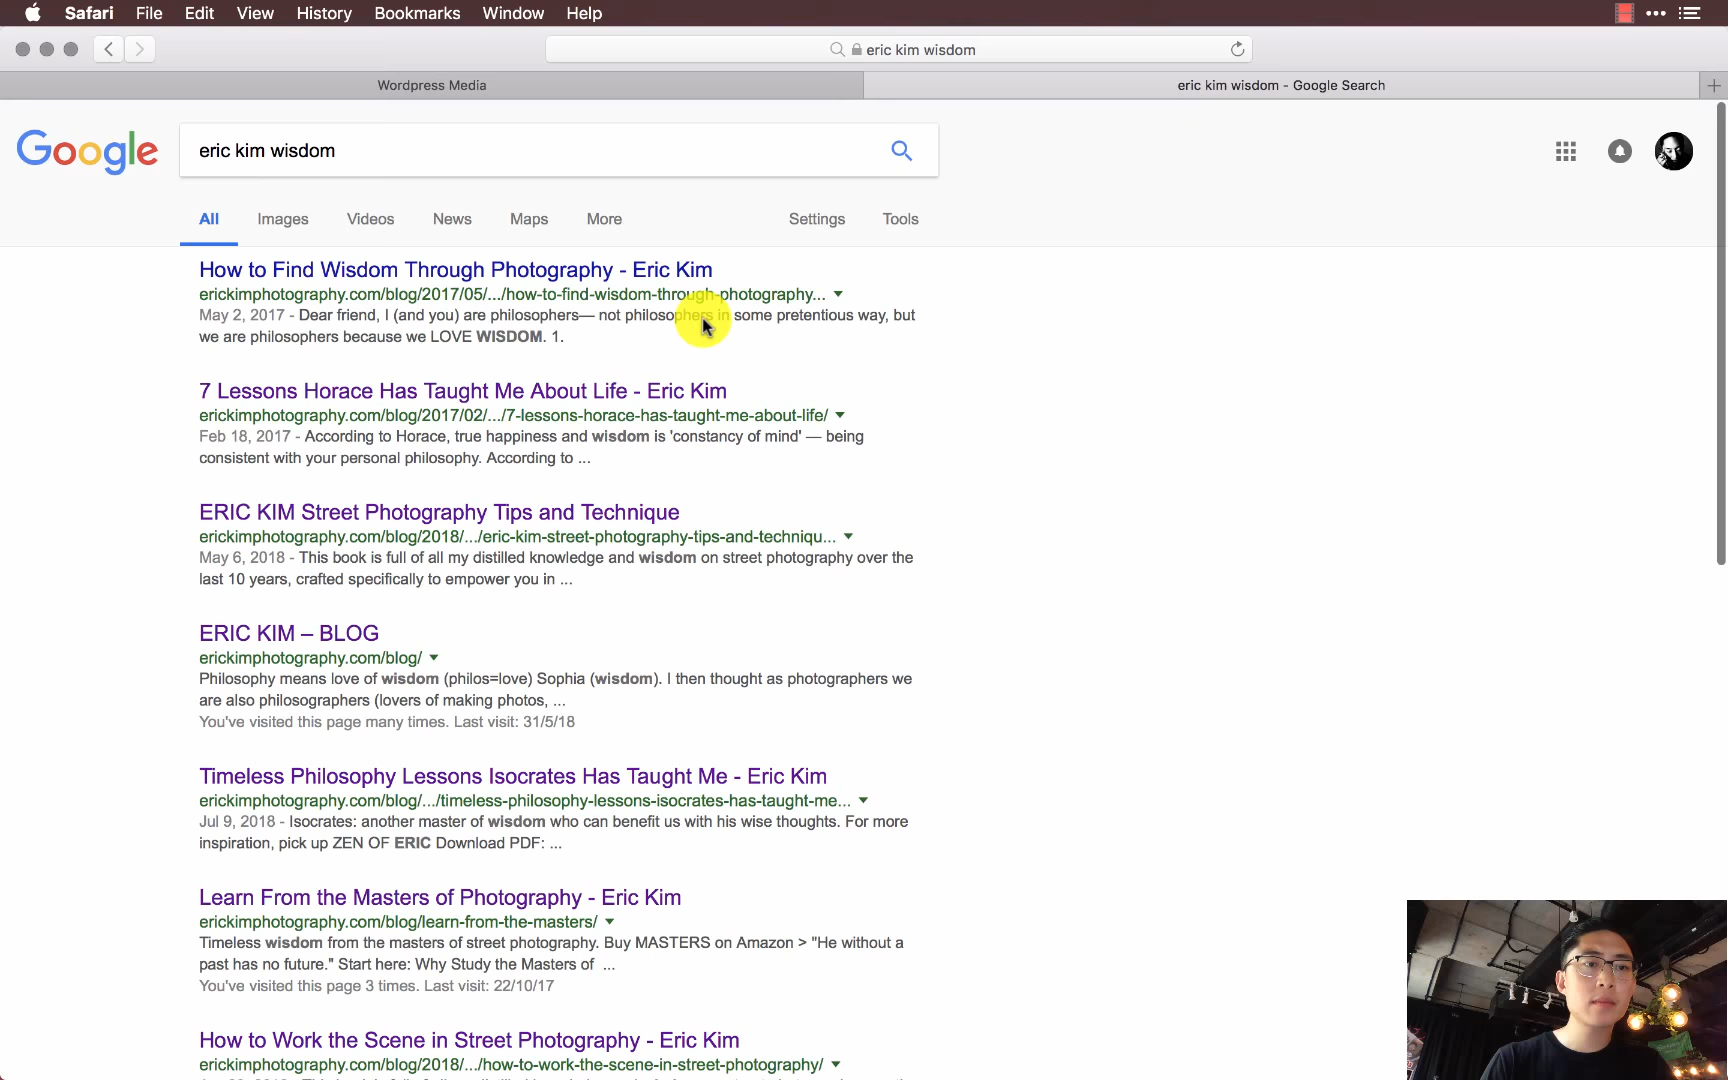 Safari File Edit View History Bookmarks Window Help
eric kim wisdom
Wordpress Media
eric kim wisdom - Google Search
Google
eric kim wisdom
All Images Videos News Maps More Settings Tools
How to Find Wisdom Through Photography - Eric Kim
erickimphotography.com/blog/2017/05/.../how-to-find-wisdom-through-photography...
May 2, 2017 - Dear friend, I (and you) are philosophers— not philosophers in some pretentious way, but
we are philosophers because we LOVE WISDOM. 1.
7 Lessons Horace Has Taught Me About Life - Eric Kim
erickimphotography.com/blog/2017/02/.../7-lessons-horace-has-taught-me-about-life/
Feb 18, 2017 - According to Horace, true happiness and wisdom is 'constancy of mind' — being
consistent with your personal philosophy. According to ...
ERIC KIM Street Photography Tips and Technique
erickimphotography.com/blog/2018/.../eric-kim-street-photography-tips-and-techniqu...
May 6, 2018 - This book is full of all my distilled knowledge and wisdom on street photography over the
last 10 years, crafted specifically to empower you in ...
ERIC KIM – BLOG
erickimphotography.com/blog/
Philosophy means love of wisdom (philos=love) Sophia (wisdom). I then thought as photographers we
are also philosographers (lovers of making photos, ...
You've visited this page many times. Last visit: 31/5/18
Timeless Philosophy Lessons Isocrates Has Taught Me - Eric Kim
erickimphotography.com/blog/.../timeless-philosophy-lessons-isocrates-has-taught-me...
Jul 9, 2018 - Isocrates: another master of wisdom who can benefit us with his wise thoughts. For more
inspiration, pick up ZEN OF ERIC Download PDF: ...
Learn From the Masters of Photography - Eric Kim
erickimphotography.com/blog/learn-from-the-masters/
Timeless wisdom from the masters of street photography. Buy MASTERS on Amazon > "He without a
past has no future." Start here: Why Study the Masters of ...
You've visited this page 3 times. Last visit: 22/10/17
How to Work the Scene in Street Photography - Eric Kim
erickimphotography.com/blog/2018/.../how-to-work-the-scene-in-street-photography/